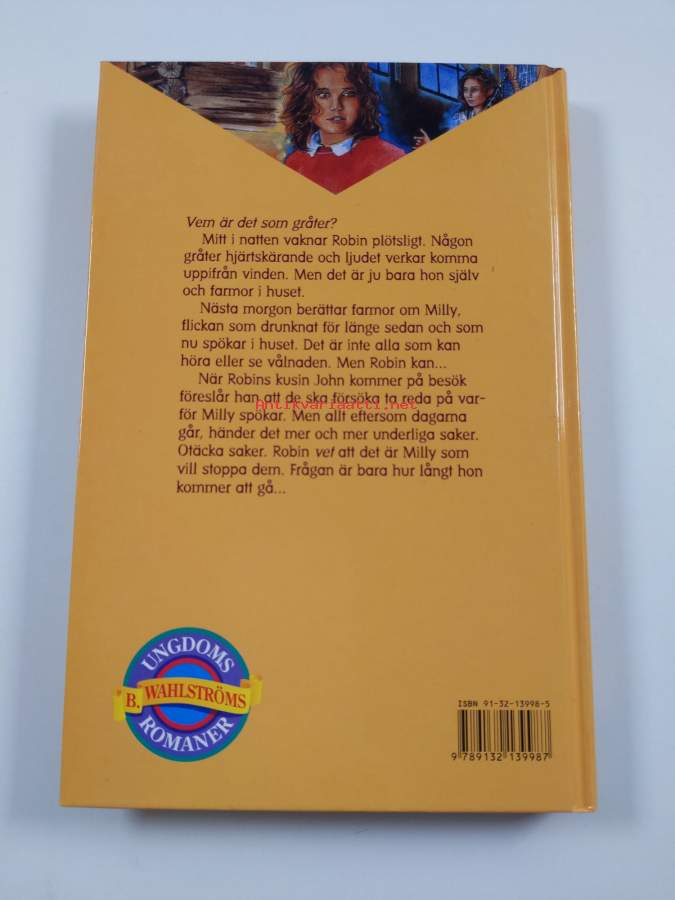 Vem är det som gråter?
Mitt i natten vaknar Robin plötsligt. Någon
gråter hjärtskärande och ljudet verkar komma
uppifrån vinden. Men det är ju bara hon själv
och farmor i huset.
Nästa morgon berättar farmor om Milly,
flickan som drunknat för länge sedan och som
nu spökar i huset. Det är inte alla som kan
höra eller se vålnaden. Men Robin kan...
När Robins kusin John kommer på besök
föreslår han att de ska försöka ta reda på var-
för Milly spökar. Men allt eftersom dagarna
går, händer det mer och mer underliga saker.
Otäcka saker. Robin vet att det är Milly som
vill stoppa dem. Frågan är bara hur långt hon
kommer att gå...
Antikvariaatti.net
UNGDOMS
B. WAHLSTRÖMS
ROMANER
ISBN 91-32-13998-5
9 789132 139987